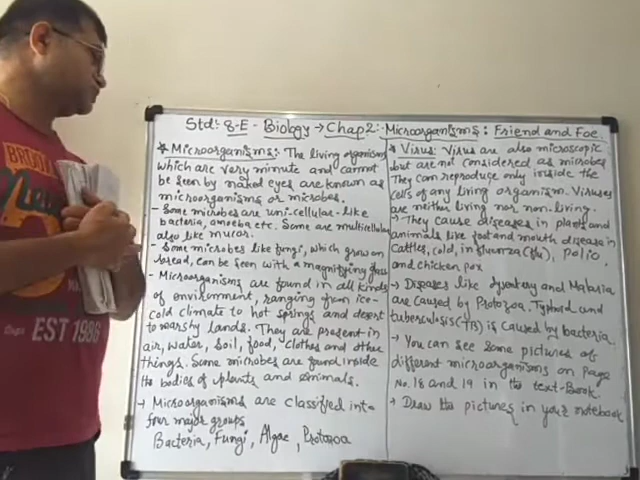 Std: 8-E - Biology → Chap 2: Microorganisms: Friend and Foe
* Microorganisms: The living organisms
which are very minute and cannot
be seen by naked eyes are known as
microorganisms or microbes.
- Some microbes are uni-cellular like
bacteria, amoeba etc. Some are multicellular
also like mucor.
- Some microbes like fungi, which grow on
bread, can be seen with a magnifying glass
- Microorganisms are found in all kinds
of environment, ranging from ice-
cold climate to hot springs and desert
to marshy lands. They are present in
air, water, soil, food, clothes and other
things. Some microbes are found inside
the bodies of plants and animals.
→ Microorganisms are classified into
four major groups
Bacteria, Fungi, Algae, Protozoa
* Virus: Virus are also microscopic
but are not considered as microbes
They can reproduce only inside the
cells of any living organism. Viruses
are neither living nor non-living.
→ They cause diseases in plants and
animals like foot and mouth disease in
Cattles, cold, influenza (flu), Polio.
and chicken pox
→ Diseases like dysentery and Malaria
are caused by Protozoa. Typhoid and
tuberculosis (TB) is caused by bacteria.
→ You can see some pictures of
different microorganisms on page
No. 18 and 19 in the text-Book.
→ Draw the pictures in your notebook
EST 1986